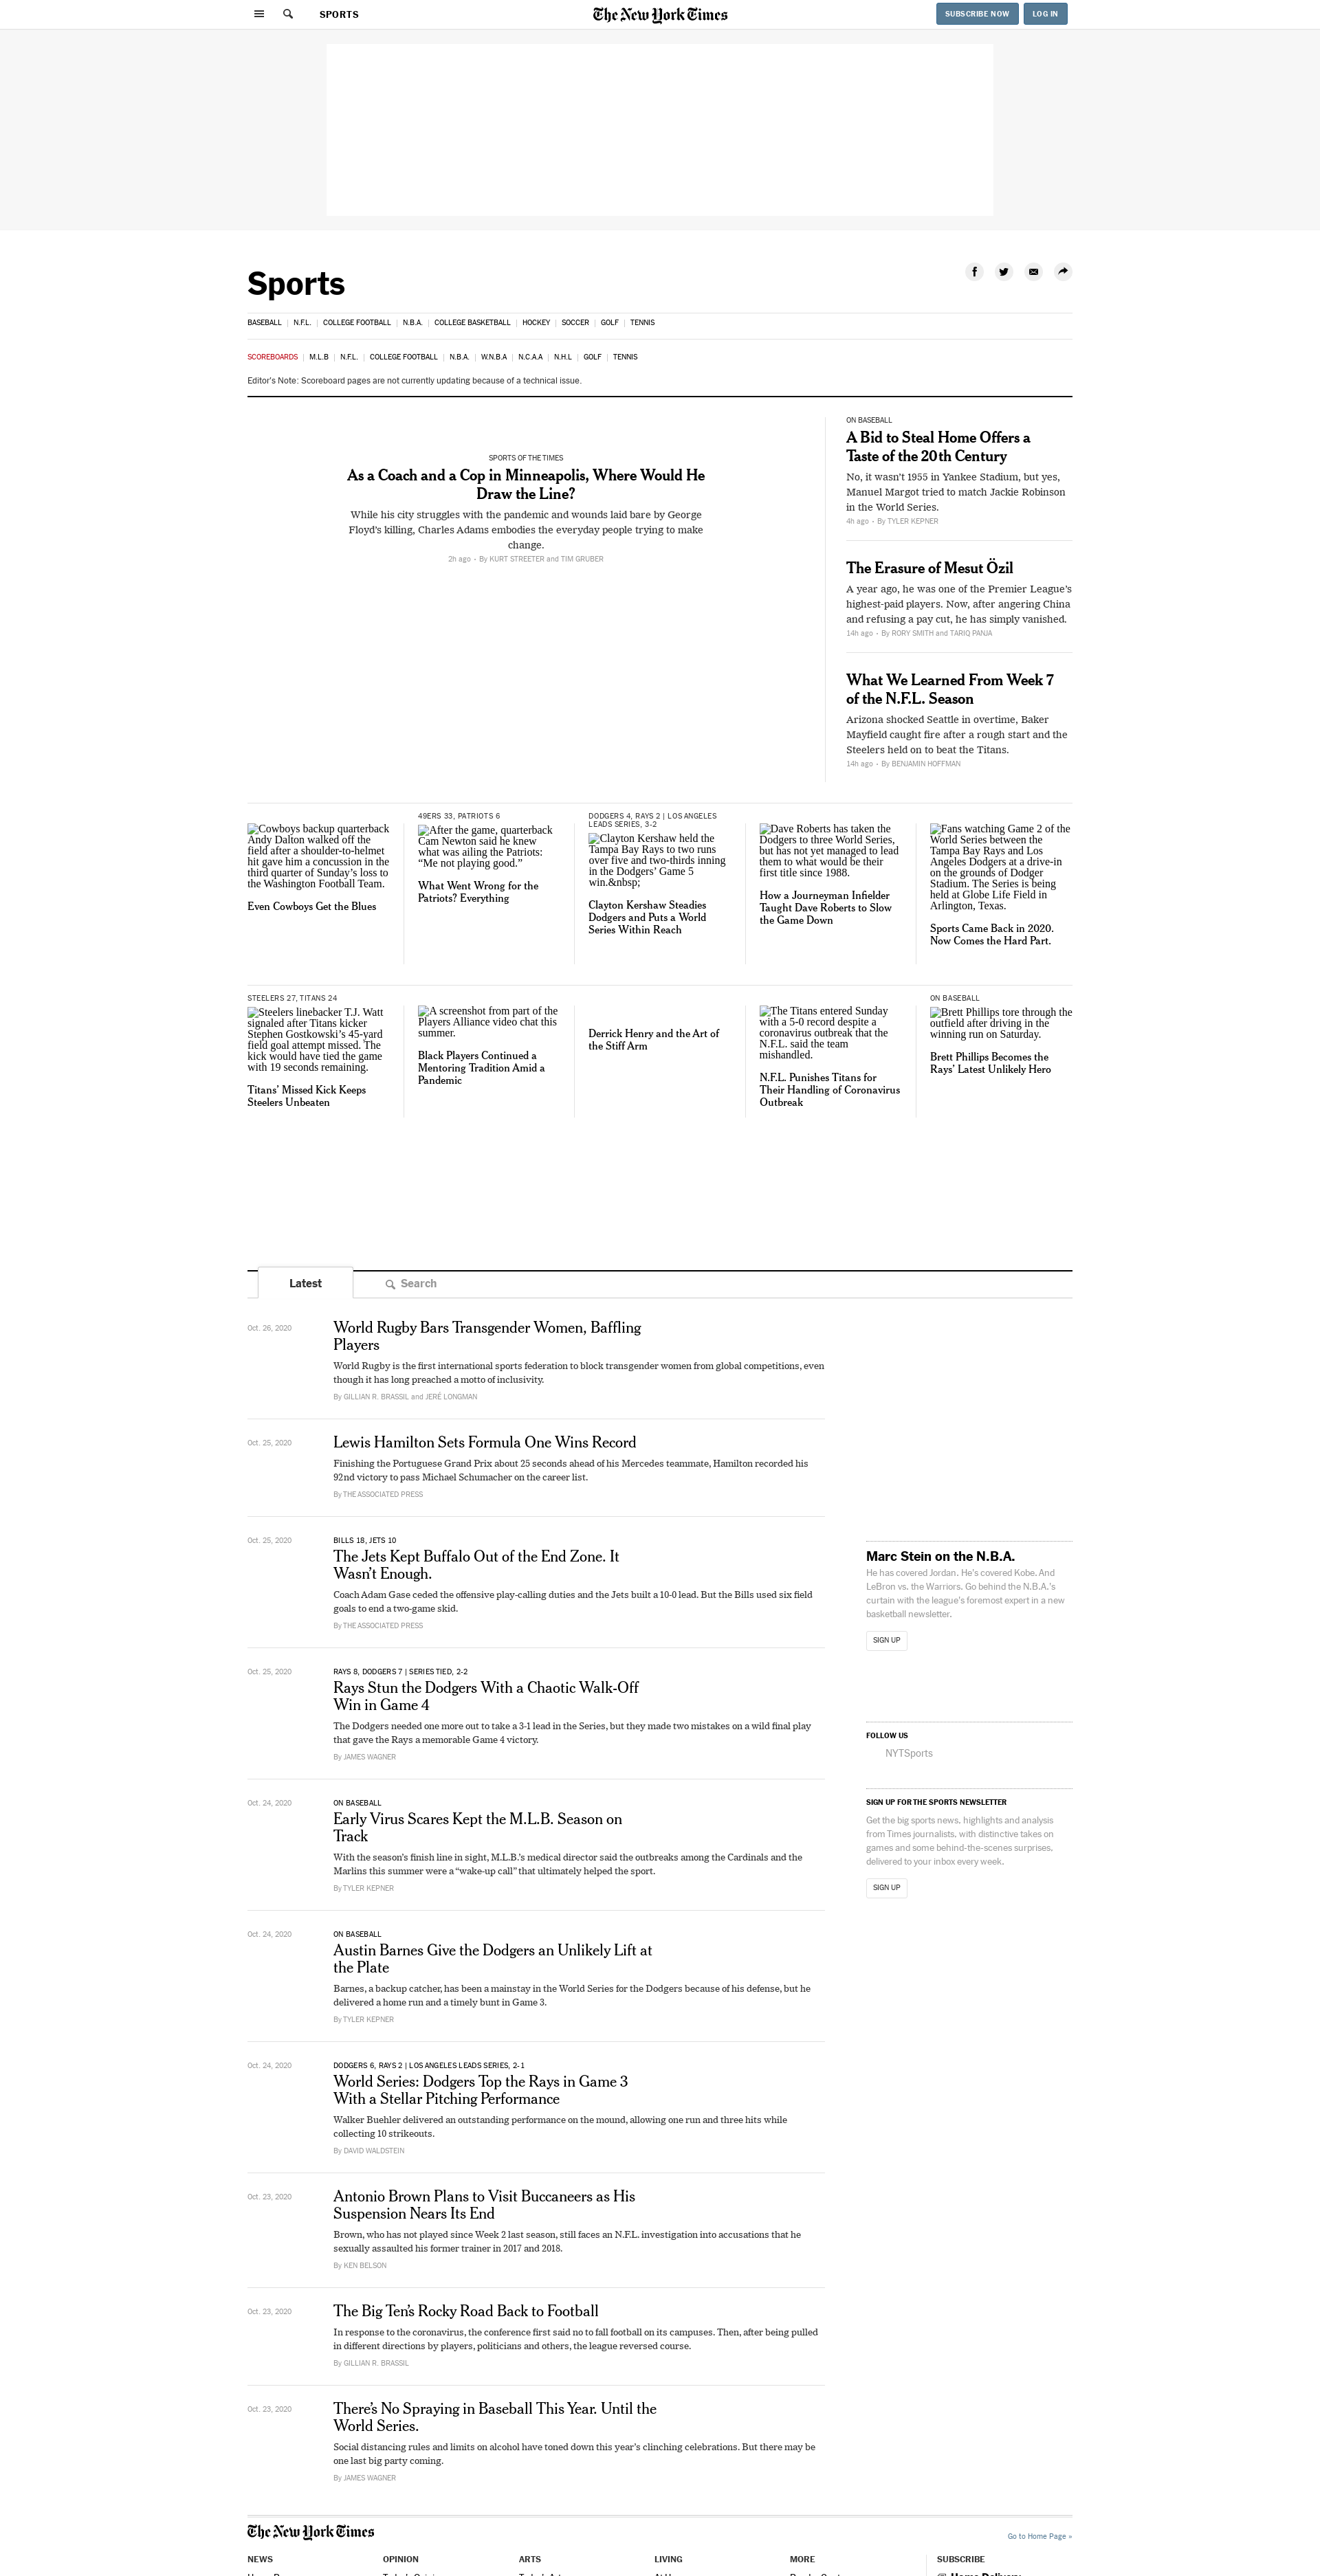 SPORTS
The New York Times
SUBSCRIBE NOW
LOG IN
Sports
BASEBALL | N.F.L. | COLLEGE FOOTBALL | N.B.A. | COLLEGE BASKETBALL | HOCKEY | SOCCER | GOLF | TENNIS
SCOREBOARDS | M.L.B | N.F.L. | COLLEGE FOOTBALL | N.B.A. | W.N.B.A | N.C.A.A | N.H.L | GOLF | TENNIS
Editor's Note: Scoreboard pages are not currently updating because of a technical issue.
SPORTS OF THE TIMES
As a Coach and a Cop in Minneapolis, Where Would He
Draw the Line?
While his city struggles with the pandemic and wounds laid bare by George
Floyd's killing, Charles Adams embodies the everyday people trying to make
change.
2h ago • By KURT STREETER and TIM GRUBER
ON BASEBALL
A Bid to Steal Home Offers a
Taste of the 20th Century
No, it wasn't 1955 in Yankee Stadium, but yes,
Manuel Margot tried to match Jackie Robinson
in the World Series.
4h ago • By TYLER KEPNER
The Erasure of Mesut Özil
A year ago, he was one of the Premier League's
highest-paid players. Now, after angering China
and refusing a pay cut, he has simply vanished.
14h ago • By RORY SMITH and TARIQ PANJA
What We Learned From Week 7
of the N.F.L. Season
Arizona shocked Seattle in overtime, Baker
Mayfield caught fire after a rough start and the
Steelers held on to beat the Titans.
14h ago • By BENJAMIN HOFFMAN
Cowboys backup quarterback
Andy Dalton walked off the
field after a shoulder-to-helmet
hit gave him a concussion in the
third quarter of Sunday's loss to
the Washington Football Team.
Even Cowboys Get the Blues
49ERS 33, PATRIOTS 6
After the game, quarterback
Cam Newton said he knew
what was ailing the Patriots:
“Me not playing good.”
What Went Wrong for the
Patriots? Everything
DODGERS 4, RAYS 2 | LOS ANGELES
LEADS SERIES, 3-2
Clayton Kershaw held the
Tampa Bay Rays to two runs
over five and two-thirds inning
in the Dodgers' Game 5
win.&nbsp;
Clayton Kershaw Steadies
Dodgers and Puts a World
Series Within Reach
Dave Roberts has taken the
Dodgers to three World Series,
but has not yet managed to lead
them to what would be their
first title since 1988.
How a Journeyman Infielder
Taught Dave Roberts to Slow
the Game Down
Fans watching Game 2 of the
World Series between the
Tampa Bay Rays and Los
Angeles Dodgers at a drive-in
on the grounds of Dodger
Stadium. The Series is being
held at Globe Life Field in
Arlington, Texas.
Sports Came Back in 2020.
Now Comes the Hard Part.
STEELERS 27, TITANS 24
Steelers linebacker T.J. Watt
signaled after Titans kicker
Stephen Gostkowski's 45-yard
field goal attempt missed. The
kick would have tied the game
with 19 seconds remaining.
Titans' Missed Kick Keeps
Steelers Unbeaten
A screenshot from part of the
Players Alliance video chat this
summer.
Black Players Continued a
Mentoring Tradition Amid a
Pandemic
Derrick Henry and the Art of
the Stiff Arm
The Titans entered Sunday
with a 5-0 record despite a
coronavirus outbreak that the
N.F.L. said the team
mishandled.
N.F.L. Punishes Titans for
Their Handling of Coronavirus
Outbreak
ON BASEBALL
Brett Phillips tore through the
outfield after driving in the
winning run on Saturday.
Brett Phillips Becomes the
Rays' Latest Unlikely Hero
Latest
Search
Oct. 26, 2020
World Rugby Bars Transgender Women, Baffling
Players
World Rugby is the first international sports federation to block transgender women from global competitions, even
though it has long preached a motto of inclusivity.
By GILLIAN R. BRASSIL and JERÉ LONGMAN
Oct. 25, 2020
Lewis Hamilton Sets Formula One Wins Record
Finishing the Portuguese Grand Prix about 25 seconds ahead of his Mercedes teammate, Hamilton recorded his
92nd victory to pass Michael Schumacher on the career list.
By THE ASSOCIATED PRESS
Oct. 25, 2020
BILLS 18, JETS 10
The Jets Kept Buffalo Out of the End Zone. It
Wasn't Enough.
Coach Adam Gase ceded the offensive play-calling duties and the Jets built a 10-0 lead. But the Bills used six field
goals to end a two-game skid.
By THE ASSOCIATED PRESS
Oct. 25, 2020
RAYS 8, DODGERS 7 | SERIES TIED, 2-2
Rays Stun the Dodgers With a Chaotic Walk-Off
Win in Game 4
The Dodgers needed one more out to take a 3-1 lead in the Series, but they made two mistakes on a wild final play
that gave the Rays a memorable Game 4 victory.
By JAMES WAGNER
Oct. 24, 2020
ON BASEBALL
Early Virus Scares Kept the M.L.B. Season on
Track
With the season's finish line in sight, M.L.B.'s medical director said the outbreaks among the Cardinals and the
Marlins this summer were a “wake-up call” that ultimately helped the sport.
By TYLER KEPNER
Oct. 24, 2020
ON BASEBALL
Austin Barnes Give the Dodgers an Unlikely Lift at
the Plate
Barnes, a backup catcher, has been a mainstay in the World Series for the Dodgers because of his defense, but he
delivered a home run and a timely bunt in Game 3.
By TYLER KEPNER
Oct. 24, 2020
DODGERS 6, RAYS 2 | LOS ANGELES LEADS SERIES, 2-1
World Series: Dodgers Top the Rays in Game 3
With a Stellar Pitching Performance
Walker Buehler delivered an outstanding performance on the mound, allowing one run and three hits while
collecting 10 strikeouts.
By DAVID WALDSTEIN
Oct. 23, 2020
Antonio Brown Plans to Visit Buccaneers as His
Suspension Nears Its End
Brown, who has not played since Week 2 last season, still faces an N.F.L. investigation into accusations that he
sexually assaulted his former trainer in 2017 and 2018.
By KEN BELSON
Oct. 23, 2020
The Big Ten's Rocky Road Back to Football
In response to the coronavirus, the conference first said no to fall football on its campuses. Then, after being pulled
in different directions by players, politicians and others, the league reversed course.
By GILLIAN R. BRASSIL
Oct. 23, 2020
There's No Spraying in Baseball This Year. Until the
World Series.
Social distancing rules and limits on alcohol have toned down this year's clinching celebrations. But there may be
one last big party coming.
By JAMES WAGNER
Marc Stein on the N.B.A.
He has covered Jordan. He's covered Kobe. And
LeBron vs. the Warriors. Go behind the N.B.A.'s
curtain with the league's foremost expert in a new
basketball newsletter.
SIGN UP
FOLLOW US
NYTSports
SIGN UP FOR THE SPORTS NEWSLETTER
Get the big sports news, highlights and analysis
from Times journalists, with distinctive takes on
games and some behind-the-scenes surprises,
delivered to your inbox every week.
SIGN UP
The New York Times
Go to Home Page »
NEWS
OPINION
ARTS
LIVING
MORE
SUBSCRIBE